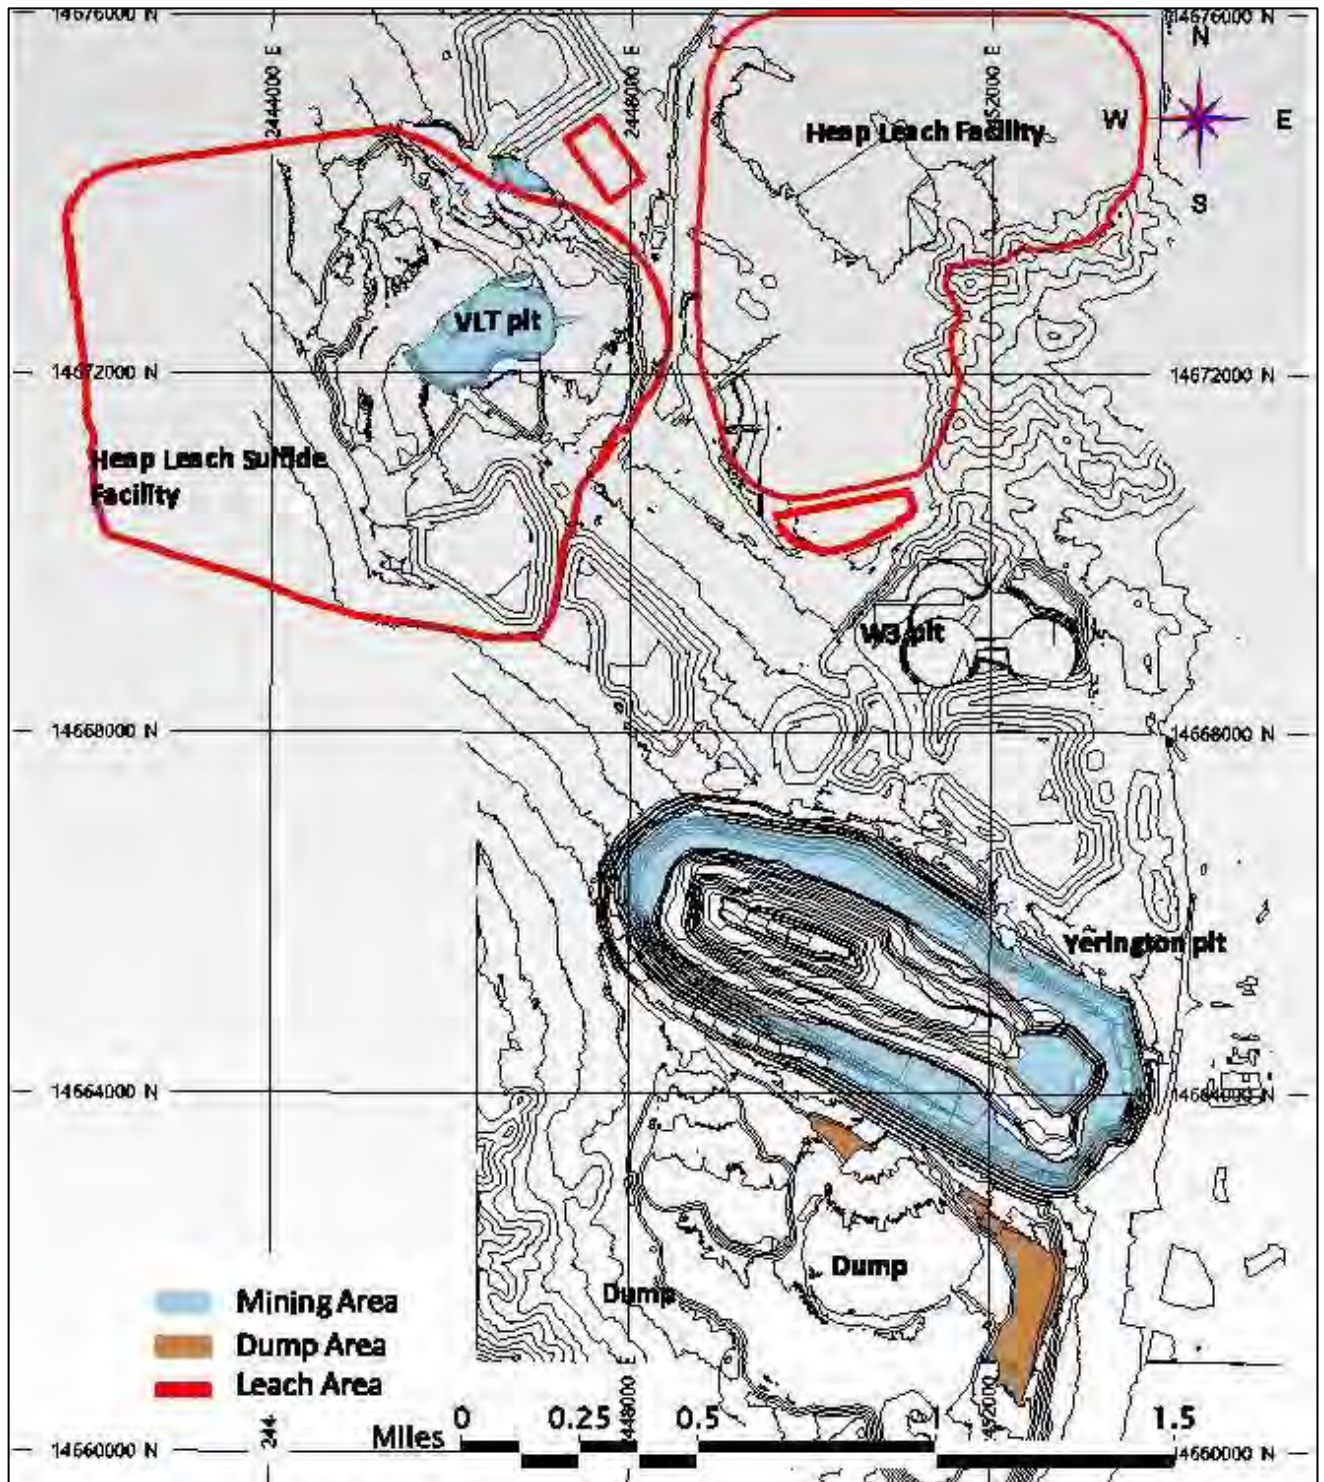 14676000 N
14676000 N
N
2444000 E
2448000 E
W
E
Heap Leach Facility
S
VLT pit
14672000 N
14672000 N
Heap Leach Sulfide
Facility
W3 pit
14668000 N
14668000 N
Yerington pit
14664000 N
14664000 N
Dump
Dump
Mining Area
Dump Area
Leach Area
2448000 E
0 0.25 0.5 1 1.5
Miles
14660000 N
14660000 N